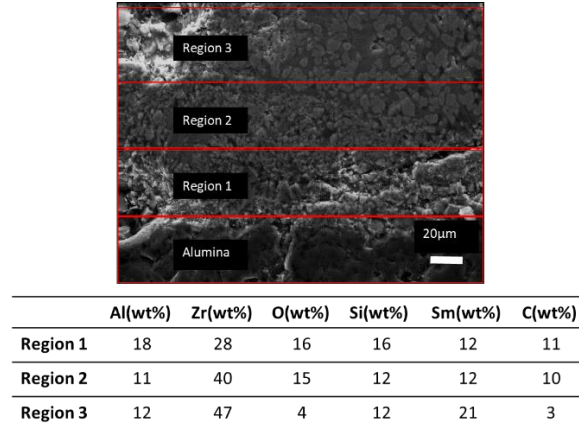 Region 3
Region 2
Region 1
Alumina
20μm
Al(wt%) Zr(wt%) O(wt%) Si(wt%) Sm(wt%) C(wt%)
Region 1 18 28 16 16 12 11
Region 2 11 40 15 12 12 10
Region 3 12 47 4 12 21 3